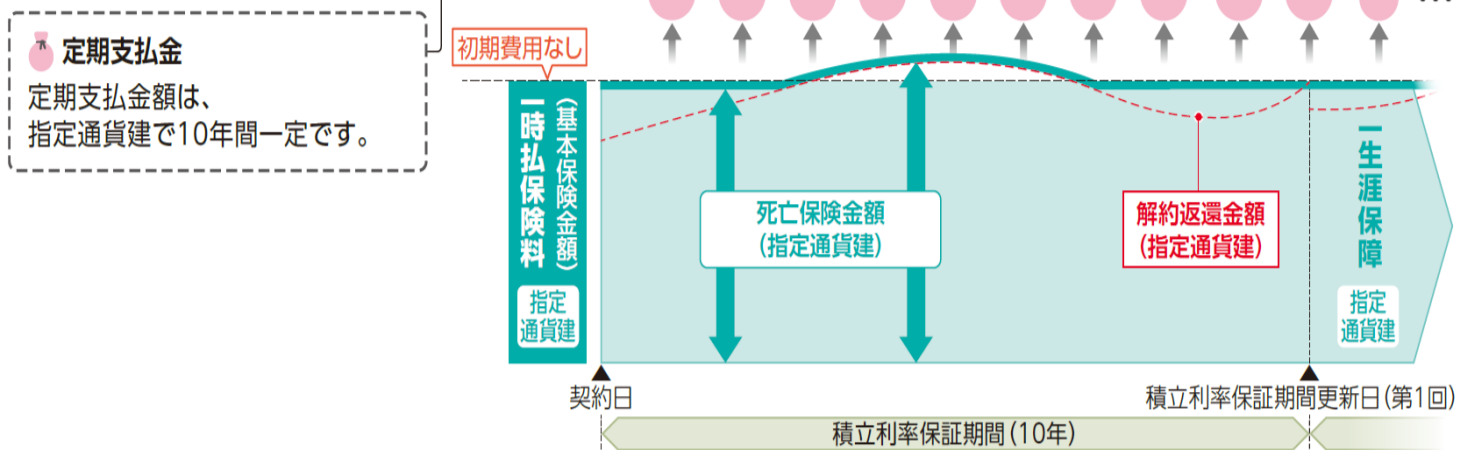 定期支払金
定期支払金額は、
指定通貨建で10年間一定です。
初期費用なし
一時払保険料
(基本保険金額)
指定
通貨建
死亡保険金額
(指定通貨建)
解約返還金額
(指定通貨建)
一生涯保障
指定
通貨建
契約日
積立利率保証期間更新日(第1回)
積立利率保証期間(10年)